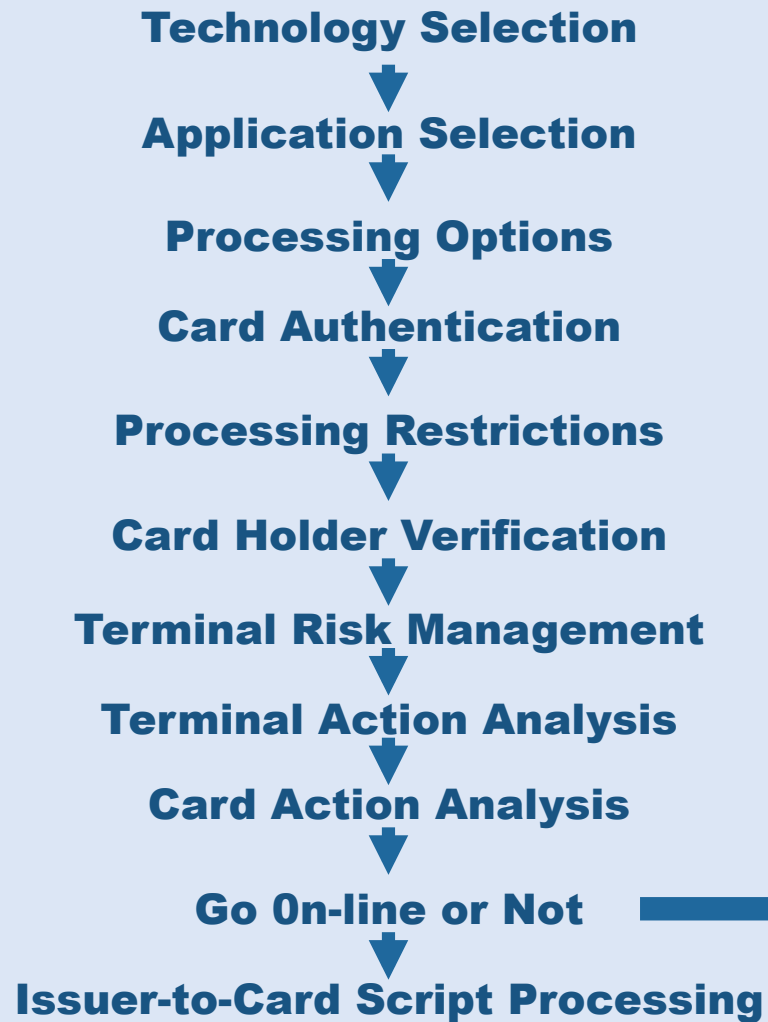 Technology Selection
Application Selection
Processing Options
Card Authentication
Processing Restrictions
Card Holder Verification
Terminal Risk Management
Terminal Action Analysis
Card Action Analysis
Go 0n-line or Not
Issuer-to-Card Script Processing